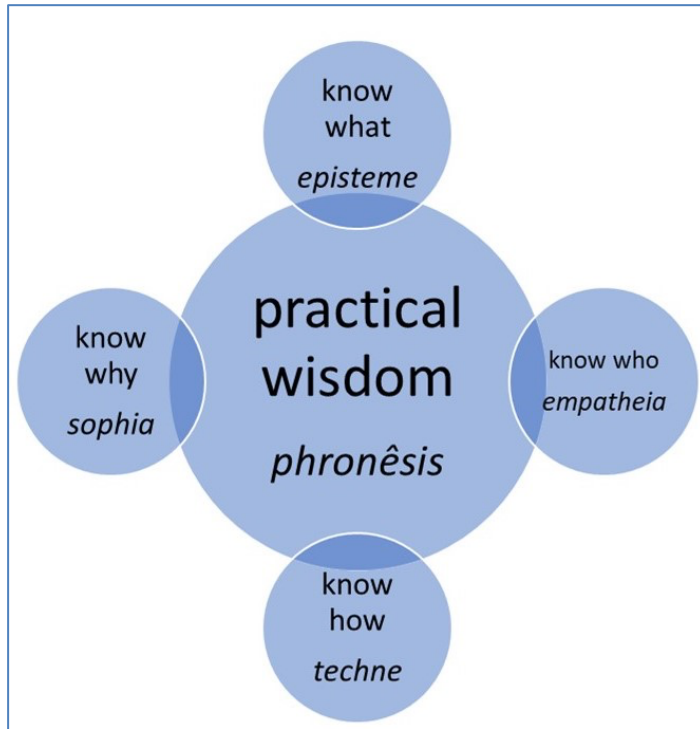 know
what
episteme
know
why
sophia
practical
wisdom
phronêsis
know who
empatheia
know
how
techne